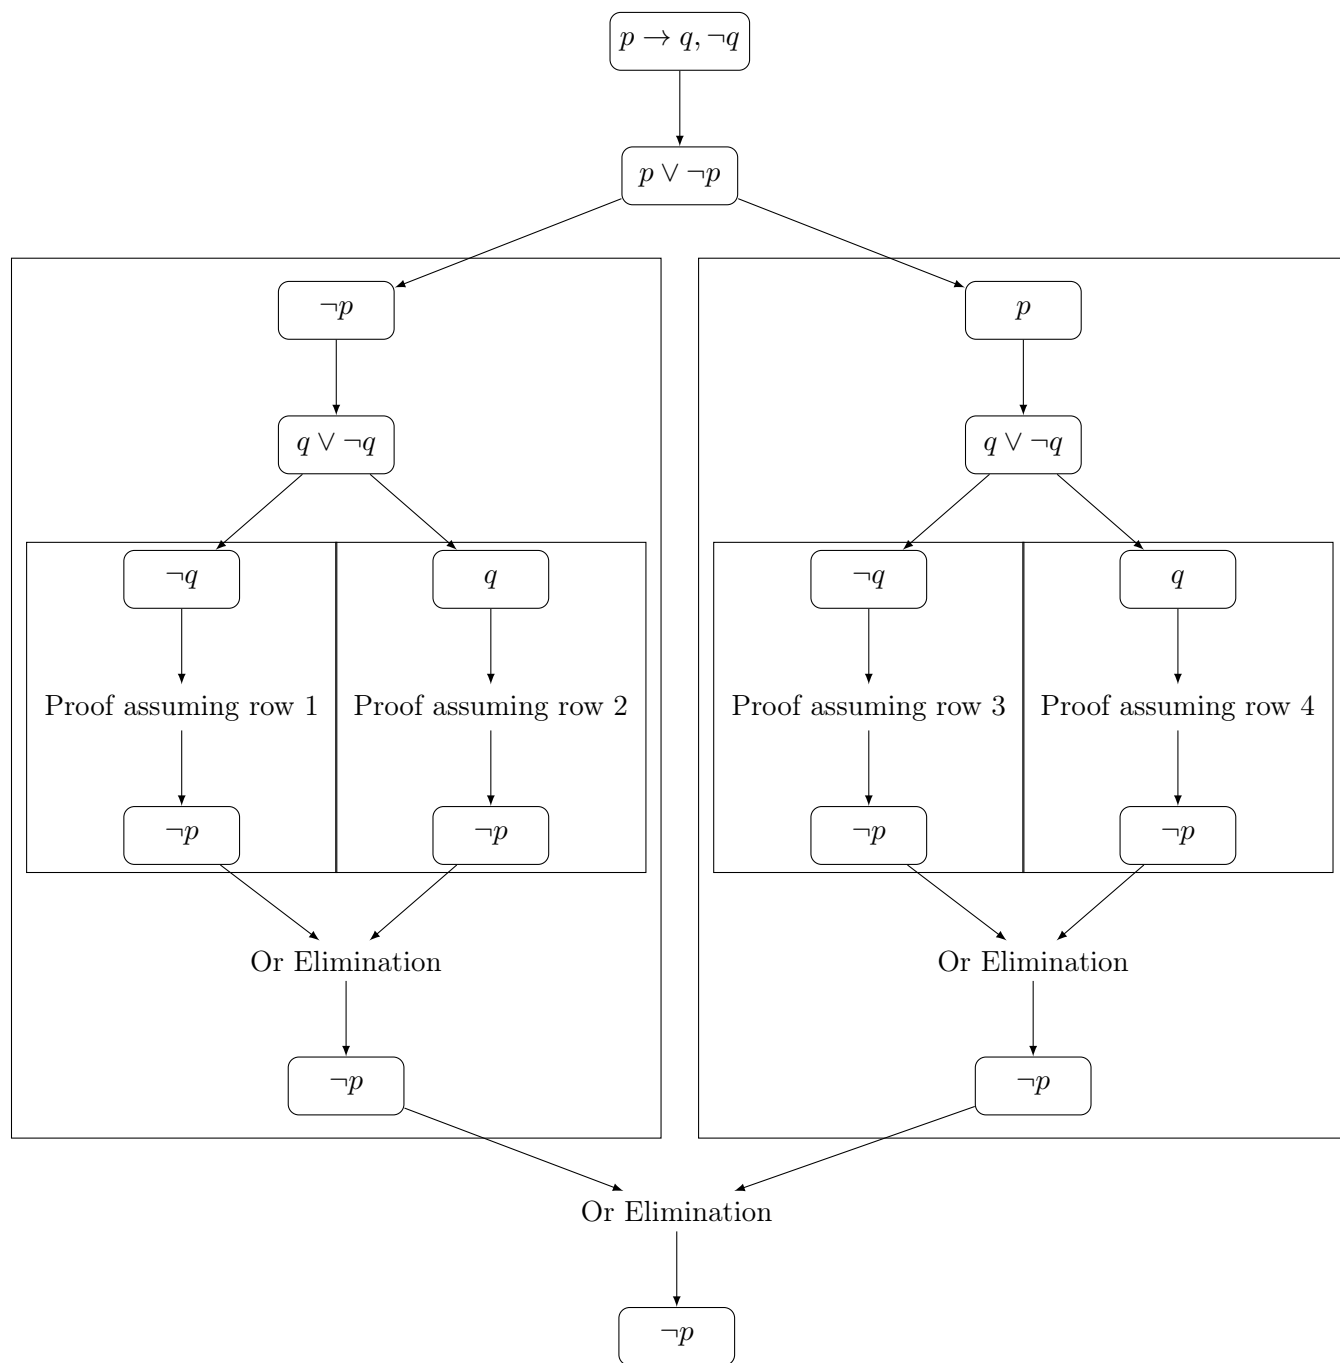 p → q, ¬q
p ∨ ¬p
¬p
p
q ∨ ¬q
q ∨ ¬q
¬q
q
¬q
q
Proof assuming row 1
Proof assuming row 2
Proof assuming row 3
Proof assuming row 4
¬p
¬p
¬p
¬p
Or Elimination
Or Elimination
¬p
¬p
Or Elimination
¬p